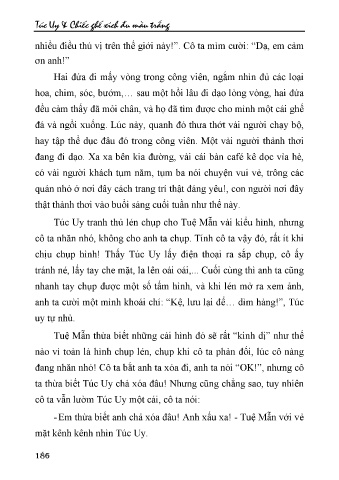 Túc Uy & Chiếc ghế xích đu màu trắng
nhiều điều thú vị trên thế giới này!”. Cô ta mỉm cười: “Dạ, em cám
ơn anh!”
Hai đứa đi mấy vòng trong công viên, ngắm nhìn đủ các loại
hoa, chim, sóc, bướm,… sau một hồi lâu đi dạo lòng vòng, hai đứa
đều cảm thấy đã mỏi chân, và họ đã tìm được cho mình một cái ghế
đá và ngồi xuống. Lúc này, quanh đó thưa thớt vài người chạy bộ,
hay tập thể dục đâu đó trong công viên. Một vài người thảnh thơi
đang đi dạo. Xa xa bên kia đường, vài cái bàn café kê dọc vỉa hè,
có vài người khách tụm năm, tụm ba nói chuyện vui vẻ, trông các
quán nhỏ ở nơi đây cách trang trí thật đáng yêu!, con người nơi đây
thật thảnh thơi vào buổi sáng cuối tuần như thế này.
Túc Uy tranh thủ lén chụp cho Tuệ Mẫn vài kiểu hình, nhưng
cô ta nhăn nhó, không cho anh ta chụp. Tính cô ta vậy đó, rất ít khi
chịu chụp hình! Thấy Túc Uy lấy điện thoại ra sắp chụp, cô ấy
tránh né, lấy tay che mặt, la lên oái oái,... Cuối cùng thì anh ta cũng
nhanh tay chụp được một số tấm hình, và khi lén mở ra xem ảnh,
anh ta cười một mình khoái chí: “Kệ, lưu lại để… dìm hàng!”, Túc
uy tự nhủ.
Tuệ Mẫn thừa biết những cái hình đó sẽ rất “kinh dị” như thế
nào vì toàn là hình chụp lén, chụp khi cô ta phản đối, lúc cô nàng
đang nhăn nhó! Cô ta bắt anh ta xóa đi, anh ta nói “OK!”, nhưng cô
ta thừa biết Túc Uy chả xóa đâu! Nhưng cũng chẳng sao, tuy nhiên
cô ta vẫn lườm Túc Uy một cái, cô ta nói:
-Em thừa biết anh chả xóa đâu! Anh xấu xa! - Tuệ Mẫn với vẻ
mặt kênh kênh nhìn Túc Uy.
186